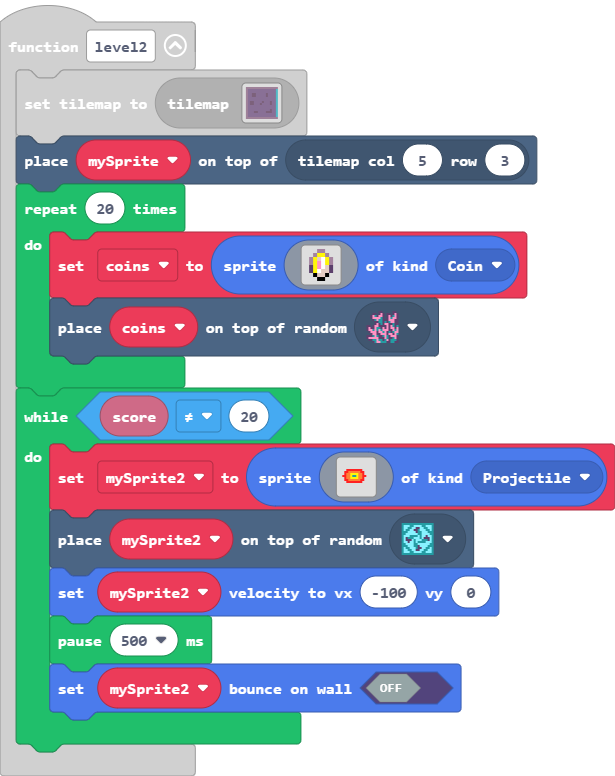 function level2
set tilemap to tilemap
place mySprite on top of tilemap col 5 row 3
repeat 20 times
do
set coins to sprite of kind Coin
place coins on top of random
while score ≠ 20
do
set mySprite2 to sprite of kind Projectile
place mySprite2 on top of random
set mySprite2 velocity to vx -100 vy 0
pause 500 ms
set mySprite2 bounce on wall OFF